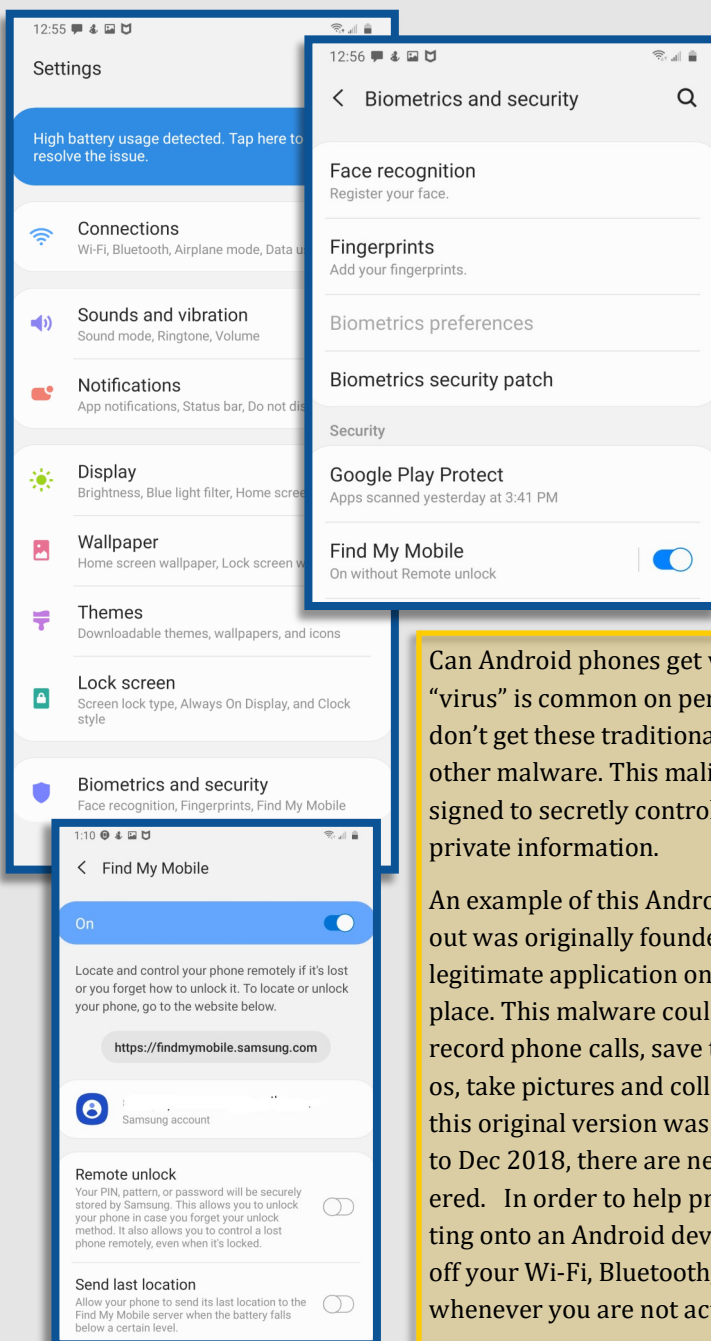 12:55
Settings
High battery usage detected. Tap here to
resolve the issue.
Connections
Wi-Fi, Bluetooth, Airplane mode, Data
Sounds and vibration
Sound mode, Ringtone, Volume
Notifications
App notifications, Status bar, Do not
Display
Brightness, Blue light filter, Home
Wallpaper
Home screen wallpaper, Lock screen
Themes
Downloadable themes, wallpapers, and icons
Lock screen
Screen lock type, Always On Display, and Clock
style
Biometrics and security
Face recognition, Fingerprints, Find My Mobile
12:56
Biometrics and security
Face recognition
Register your face.
Fingerprints
Add your fingerprints.
Biometrics preferences
Biometrics security patch
Security
Google Play Protect
Apps scanned yesterday at 3:41 PM
Find My Mobile
On without Remote unlock
1:10
Find My Mobile
On
Locate and control your phone remotely if it's lost
or you forget how to unlock it. To locate or unlock
your phone, go to the website below.
https://findmymobile.samsung.com
Samsung account
Remote unlock
Your PIN, pattern, or password will be securely
stored by Samsung. This allows you to unlock
your phone in case you forget your unlock
method. It also allows you to control a lost
phone remotely, even when it's locked.
Send last location
Allow your phone to send its last location to the
Find My Mobile server when the battery falls
below a certain level.
Can Android phones get
“virus” is common on
don’t get these
other malware. This
signed to secretly
private information.
An example of this
out was originally
legitimate application on
place. This malware
record phone calls, save
os, take pictures and
this original version was
to Dec 2018, there are
ered. In order to help
ting onto an Android
off your Wi-Fi, Bluetooth,
whenever you are not